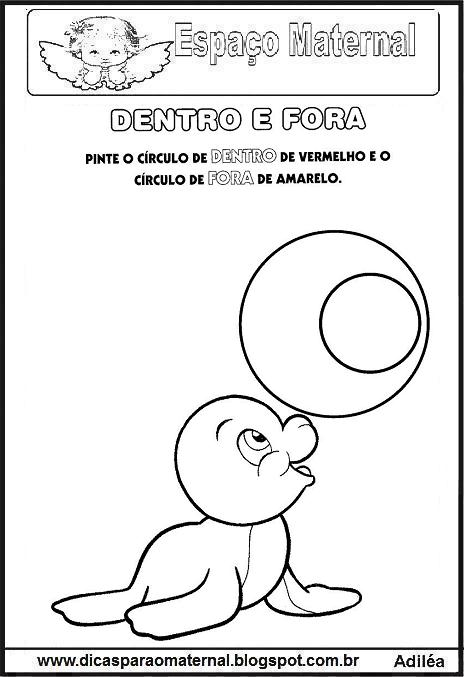 Espaço Maternal
DENTRO E FORA
PINTE O CÍRCULO DE DENTRO DE VERMELHO E O
CÍRCULO DE FORA DE AMARELO.
www.dicasparaomaternal.blogspot.com.br Adiléa